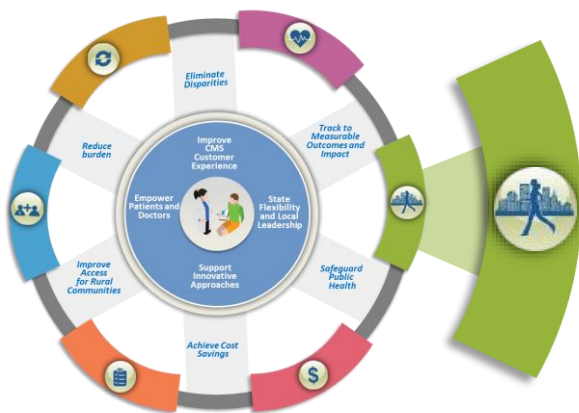 Eliminate
Disparities
Reduce
burden
Track to
Measurable
Outcomes and
Impact
Improve
CMS
Customer
Experience
Empower
Patients and
Doctors
State
Flexibility
and Local
Leadership
Support
Innovative
Approaches
Improve
Access
for Rural
Communities
Safeguard
Public
Health
Achieve Cost
Savings
$